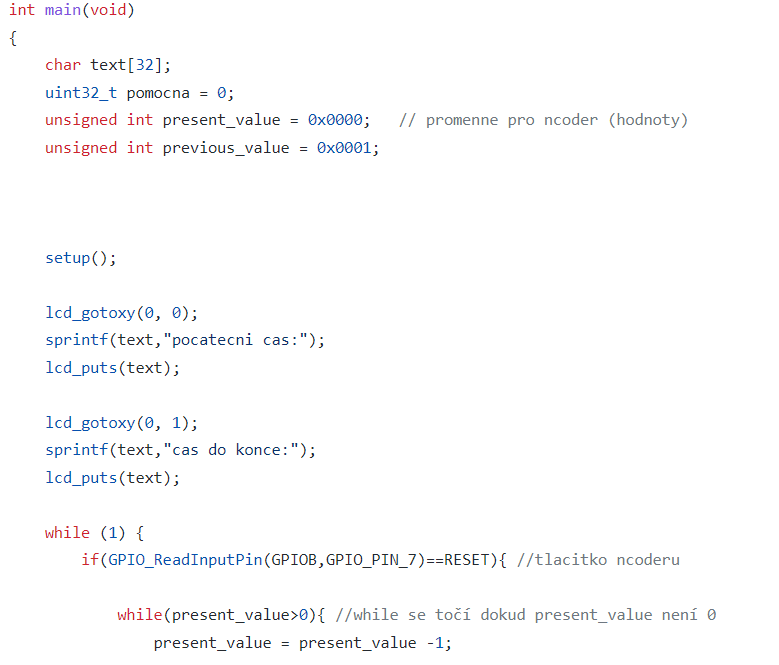 int main(void)
{
    char text[32];
    uint32_t pomocna = 0;
    unsigned int present_value = 0x0000;   // promenne pro ncoder (hodnoty)
    unsigned int previous_value = 0x0001;
    setup();
    lcd_gotoxy(0, 0);
    sprintf(text,"pocatecni cas:");
    lcd_puts(text);
    lcd_gotoxy(0, 1);
    sprintf(text,"cas do konce:");
    lcd_puts(text);
    while (1) {
        if(GPIO_ReadInputPin(GPIOB,GPIO_PIN_7)==RESET){ //tlacitko ncoderu
            while(present_value>0){ //while se točí dokud present_value není 0
                present_value = present_value -1;